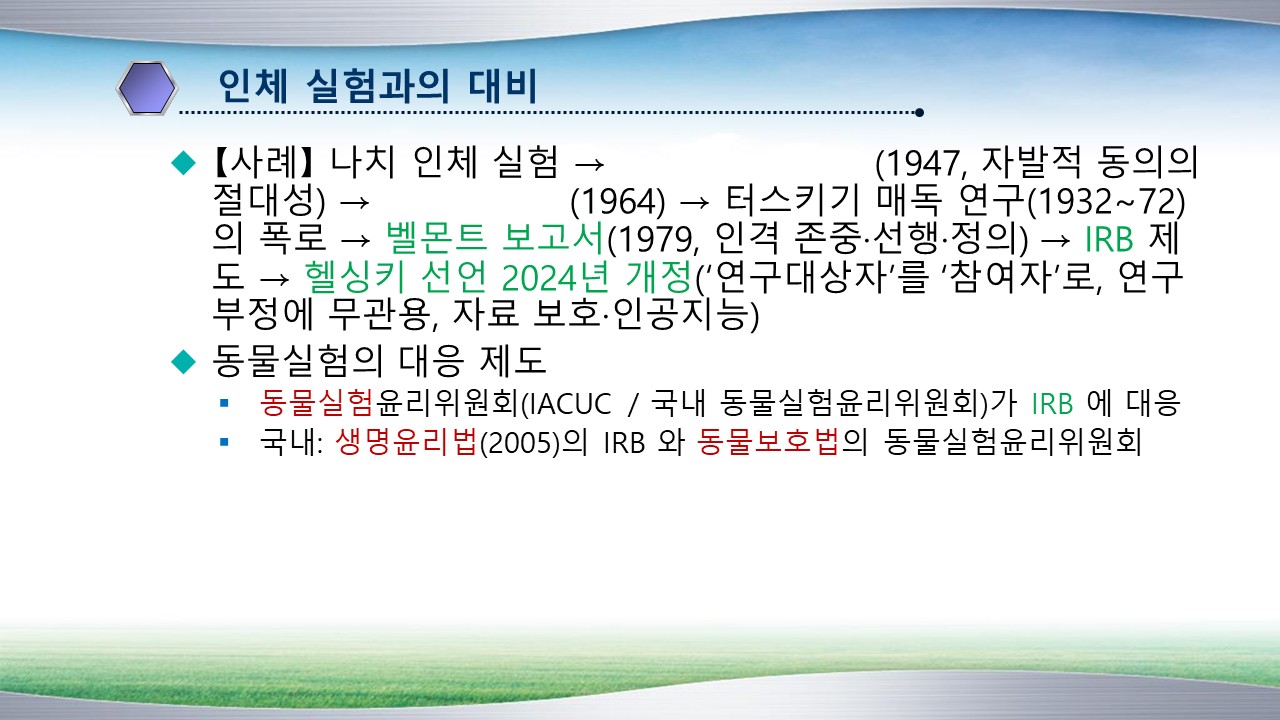 인체 실험과의 대비
【사례】 나치 인체 실험 → (1947, 자발적 동의의
절대성) → (1964) → 터스키기 매독 연구(1932~72)
의 폭로 → 벨몬트 보고서(1979, 인격 존중·선행·정의) → IRB 제
도 → 헬싱키 선언 2024년 개정(‘연구대상자’를 ‘참여자’로, 연구
부정에 무관용, 자료 보호·인공지능)
동물실험의 대응 제도
동물실험윤리위원회(IACUC / 국내 동물실험윤리위원회)가 IRB 에 대응
국내: 생명윤리법(2005)의 IRB 와 동물보호법의 동물실험윤리위원회